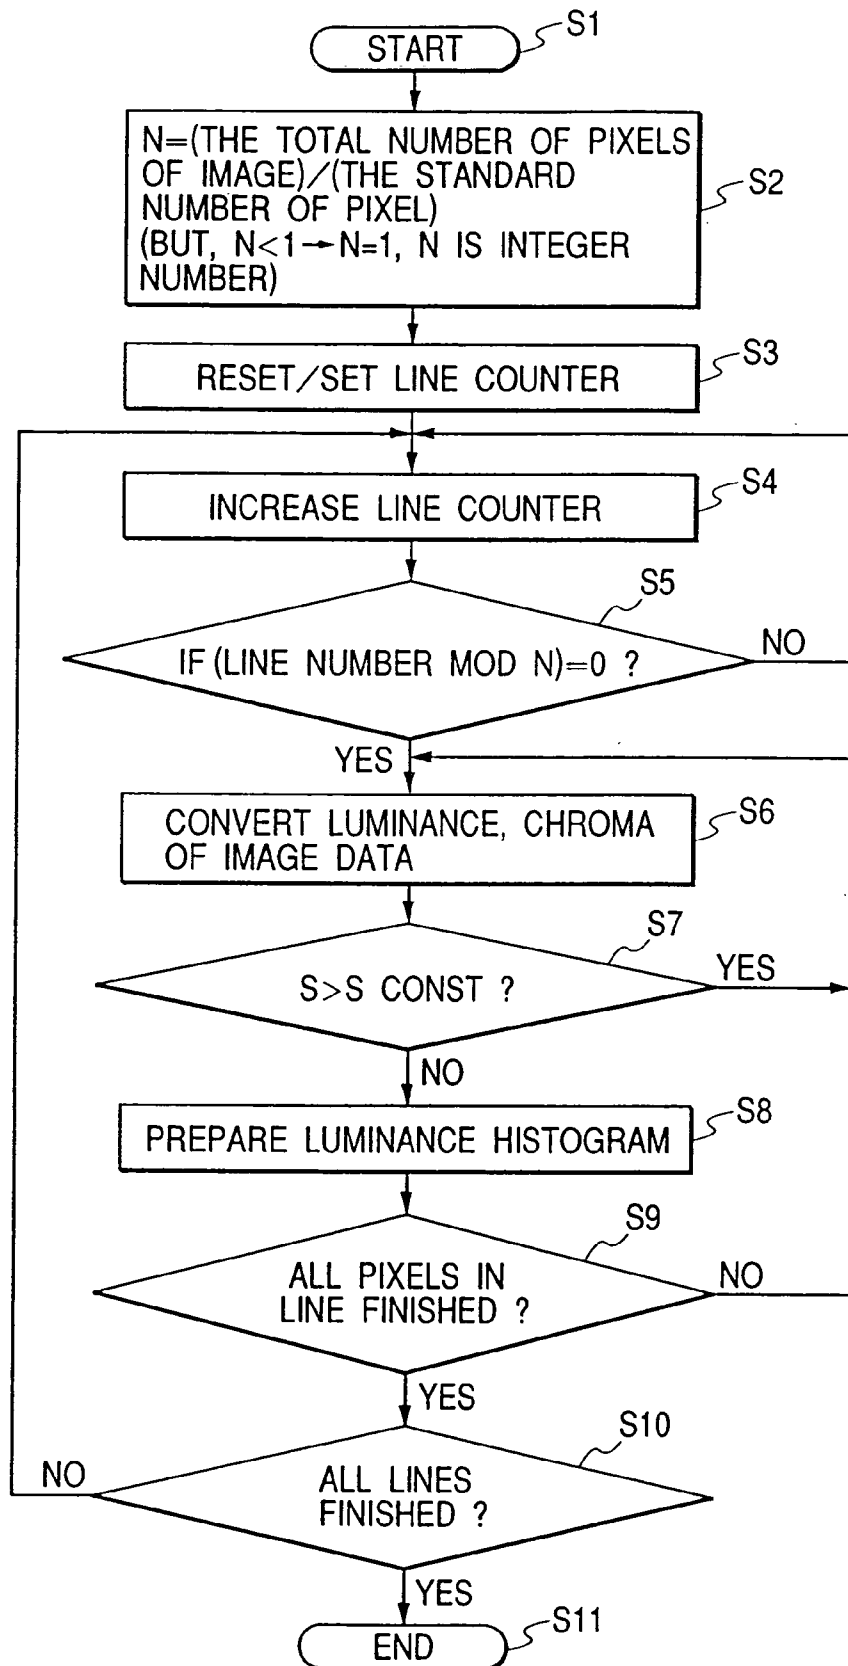 START
S1
N=(THE TOTAL NUMBER OF PIXELS
OF IMAGE)/(THE STANDARD
NUMBER OF PIXEL)
(BUT, N<1→N=1, N IS INTEGER
NUMBER)
S2
RESET/SET LINE COUNTER
S3
INCREASE LINE COUNTER
S4
IF(LINE NUMBER MOD N)=0 ?
S5
NO
YES
CONVERT LUMINANCE, CHROMA
OF IMAGE DATA
S6
S>S CONST ?
S7
YES
NO
PREPARE LUMINANCE HISTOGRAM
S8
ALL PIXELS IN
LINE FINISHED ?
S9
NO
YES
ALL LINES
FINISHED ?
S10
NO
YES
END
S11